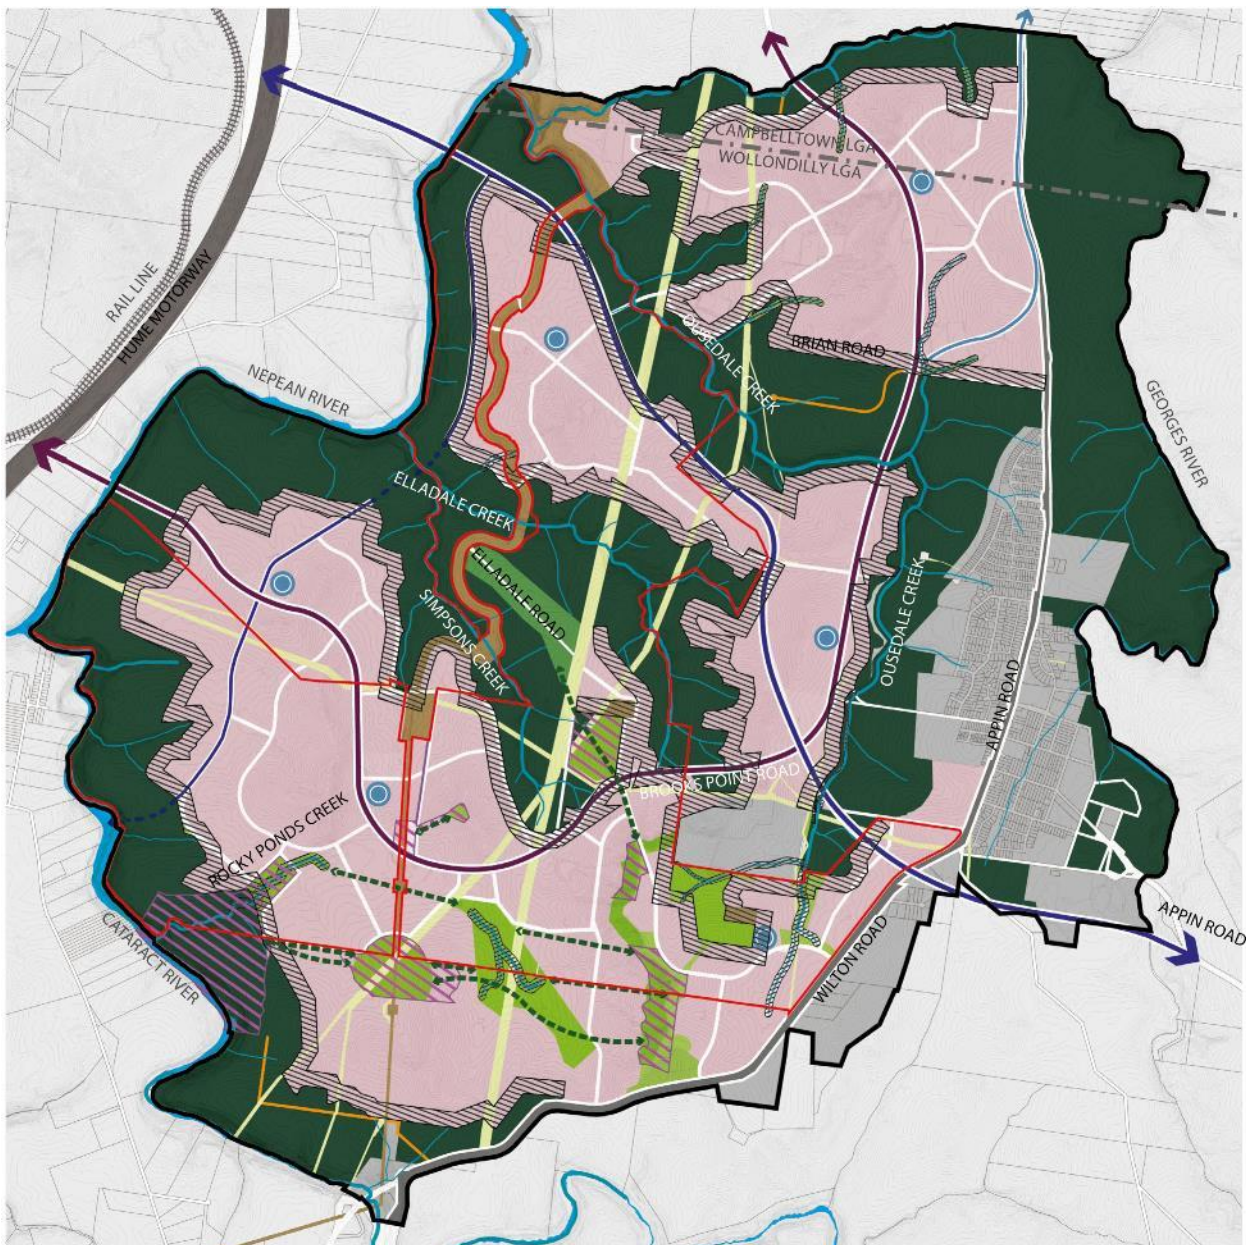 CAMPBELLTOWN LGA
WOLLONDILLY LGA
RAIL LINE
HUME MOTORWAY
NEPEAN RIVER
OUSEDALE CREEK
BRIAN ROAD
GEORGES RIVER
ELLADALE CREEK
ELLADALE ROAD
SIMPSONS CREEK
OUSEDALE CREEK
APPIN ROAD
BROOKS POINT ROAD
ROCKY PONDS CREEK
CATARACT RIVER
WILTON ROAD
APPIN ROAD